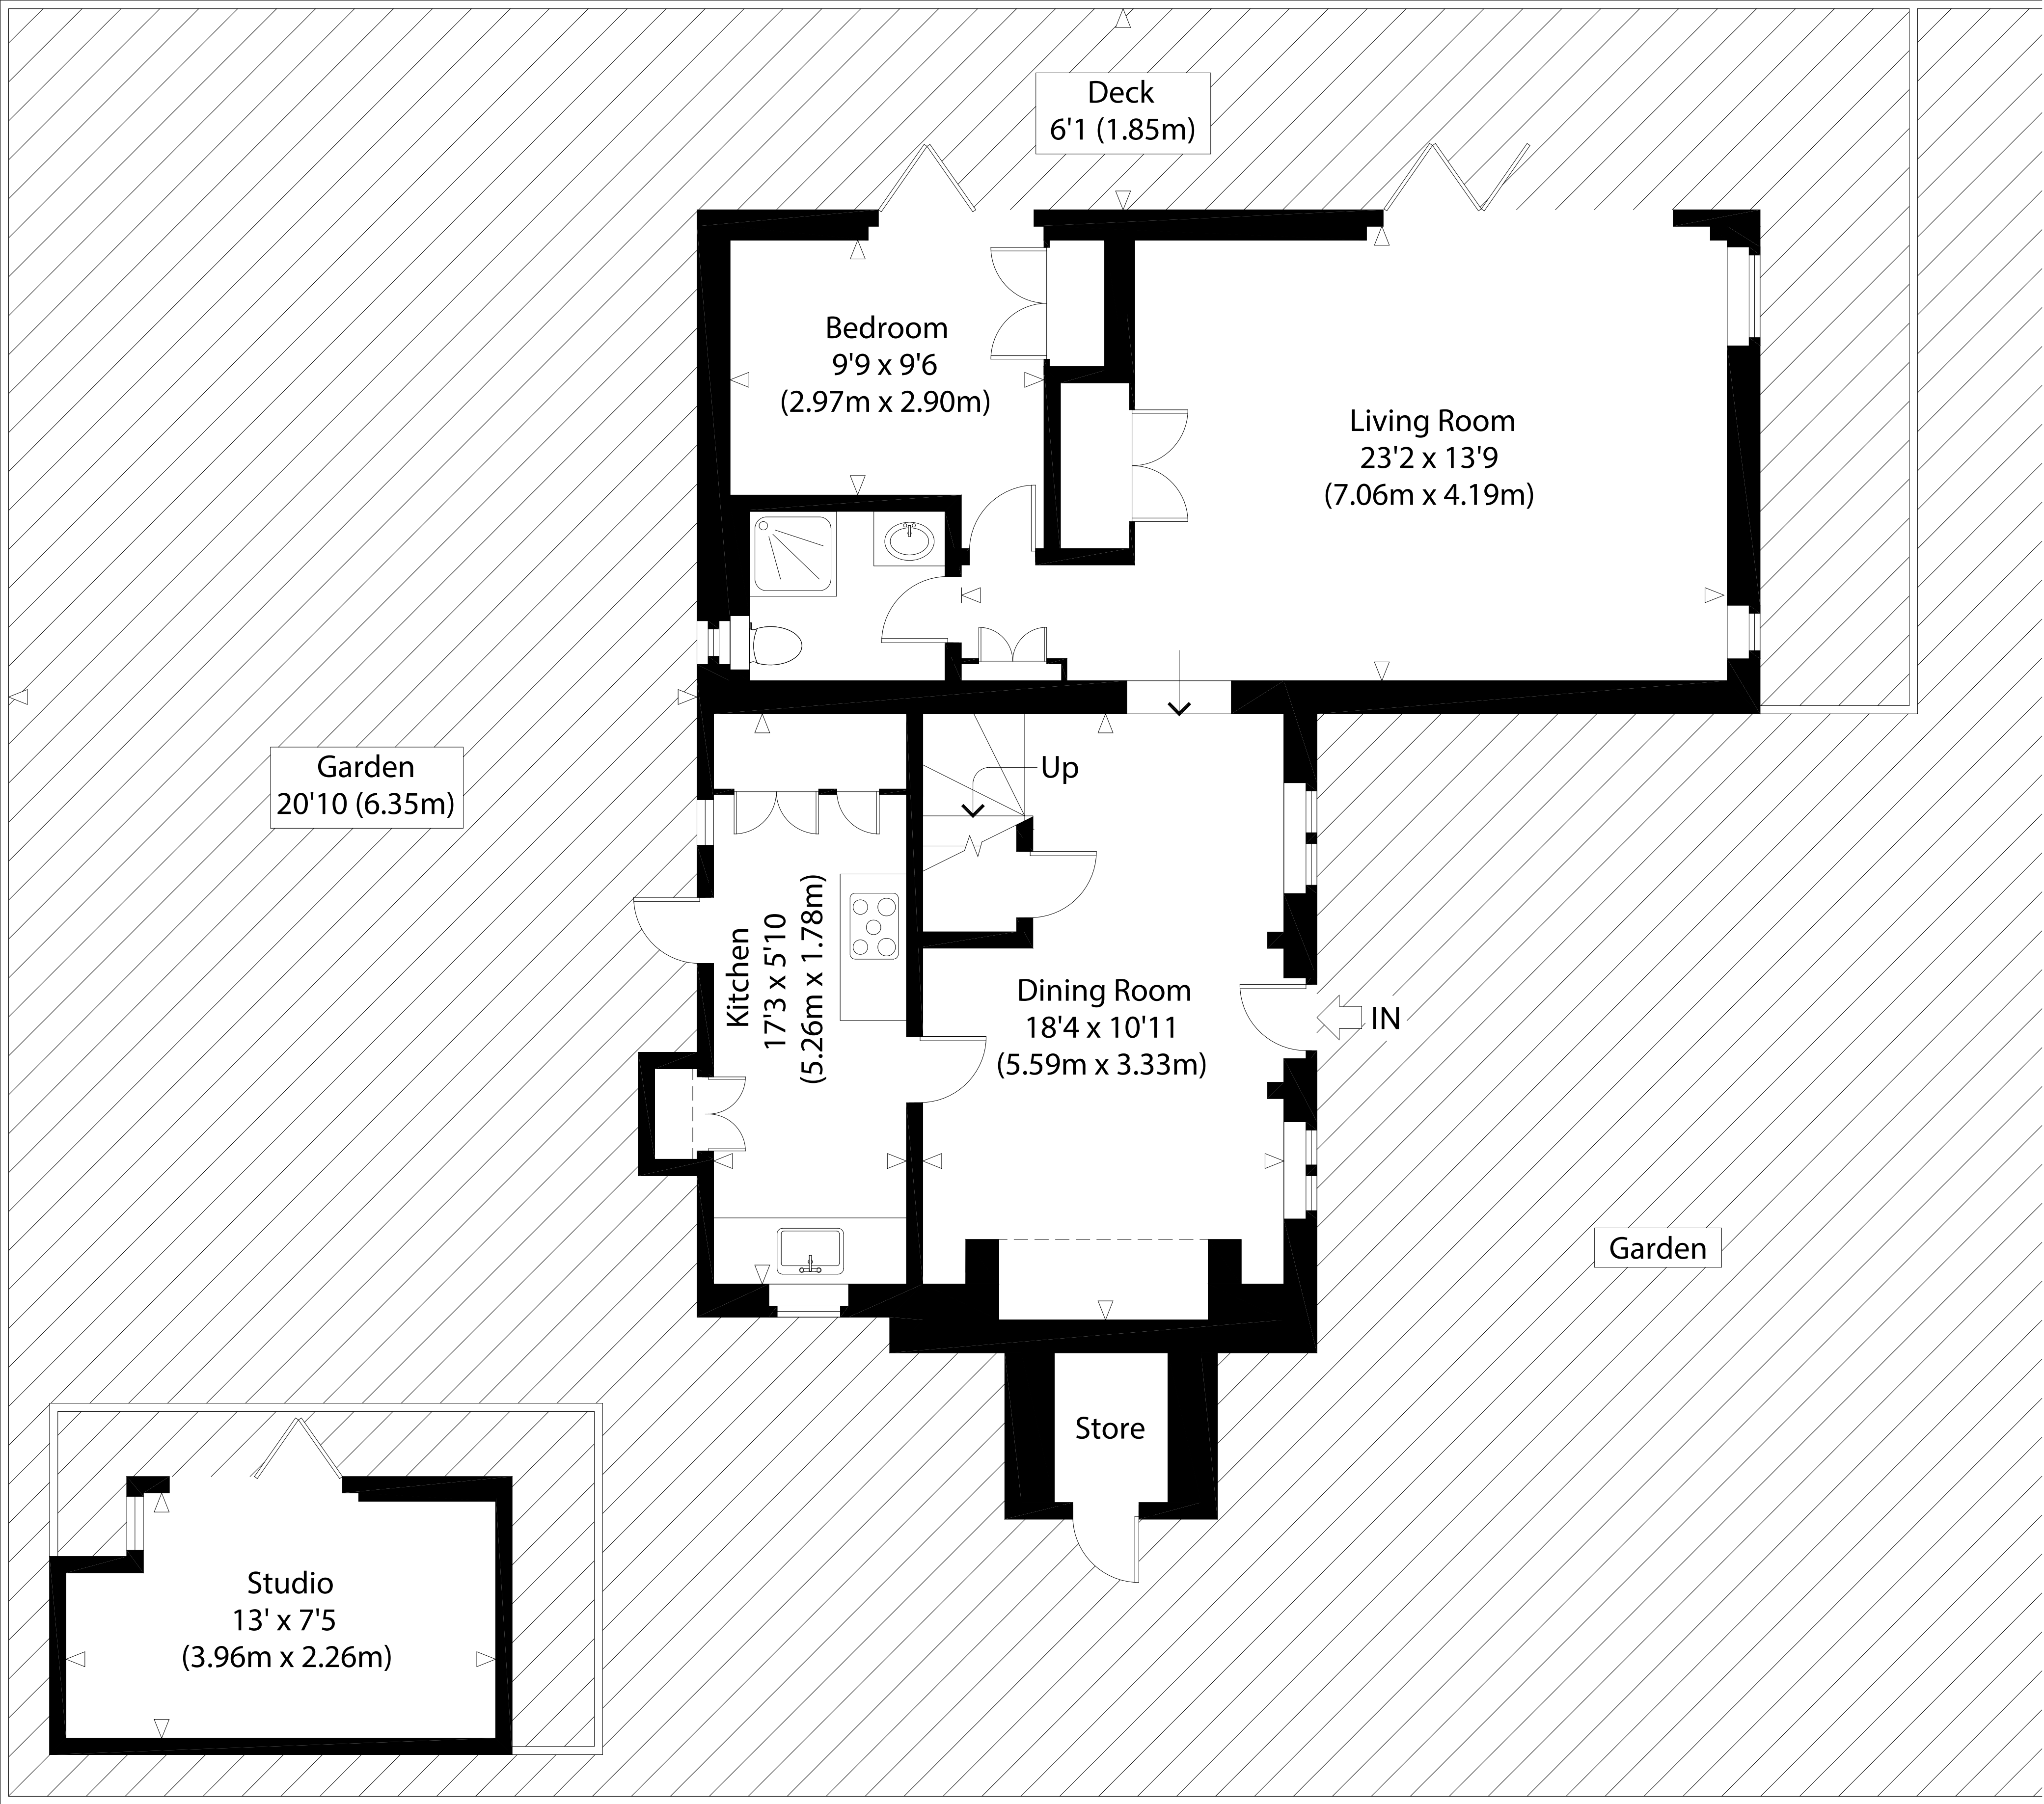 Deck
6'1 (1.85m)
Bedroom
9'9 x 9'6
(2.97m x 2.90m)
Living Room
23'2 x 13'9
(7.06m x 4.19m)
Garden
20'10 (6.35m)
Up
Kitchen
17'3 x 5'10
(5.26m x 1.78m)
Dining Room
18'4 x 10'11
(5.59m x 3.33m)
IN
Garden
Store
Studio
13' x 7'5
(3.96m x 2.26m)